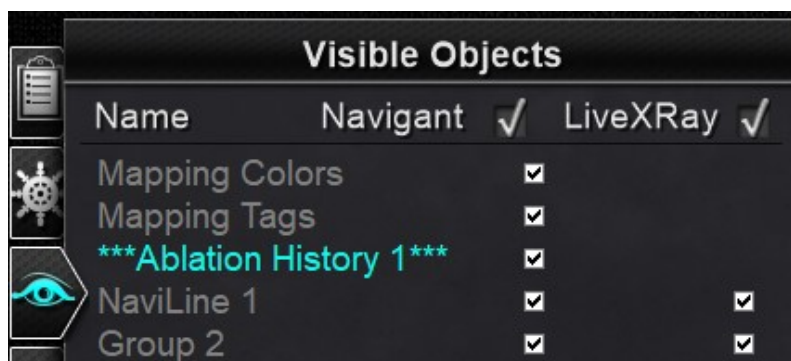 Visible Objects
Name Navigant LiveXRay
Mapping Colors
Mapping Tags
***Ablation History 1***
NaviLine 1
Group 2